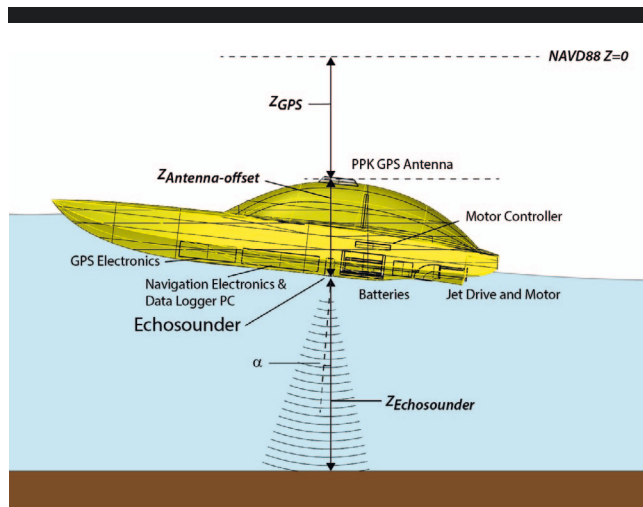 NAVD88 Z=0
ZGPS
PPK GPS Antenna
ZAntenna-offset
Motor Controller
GPS Electronics
Navigation Electronics &
Data Logger PC
Batteries
Jet Drive and Motor
Echosounder
α
ZEchosounder